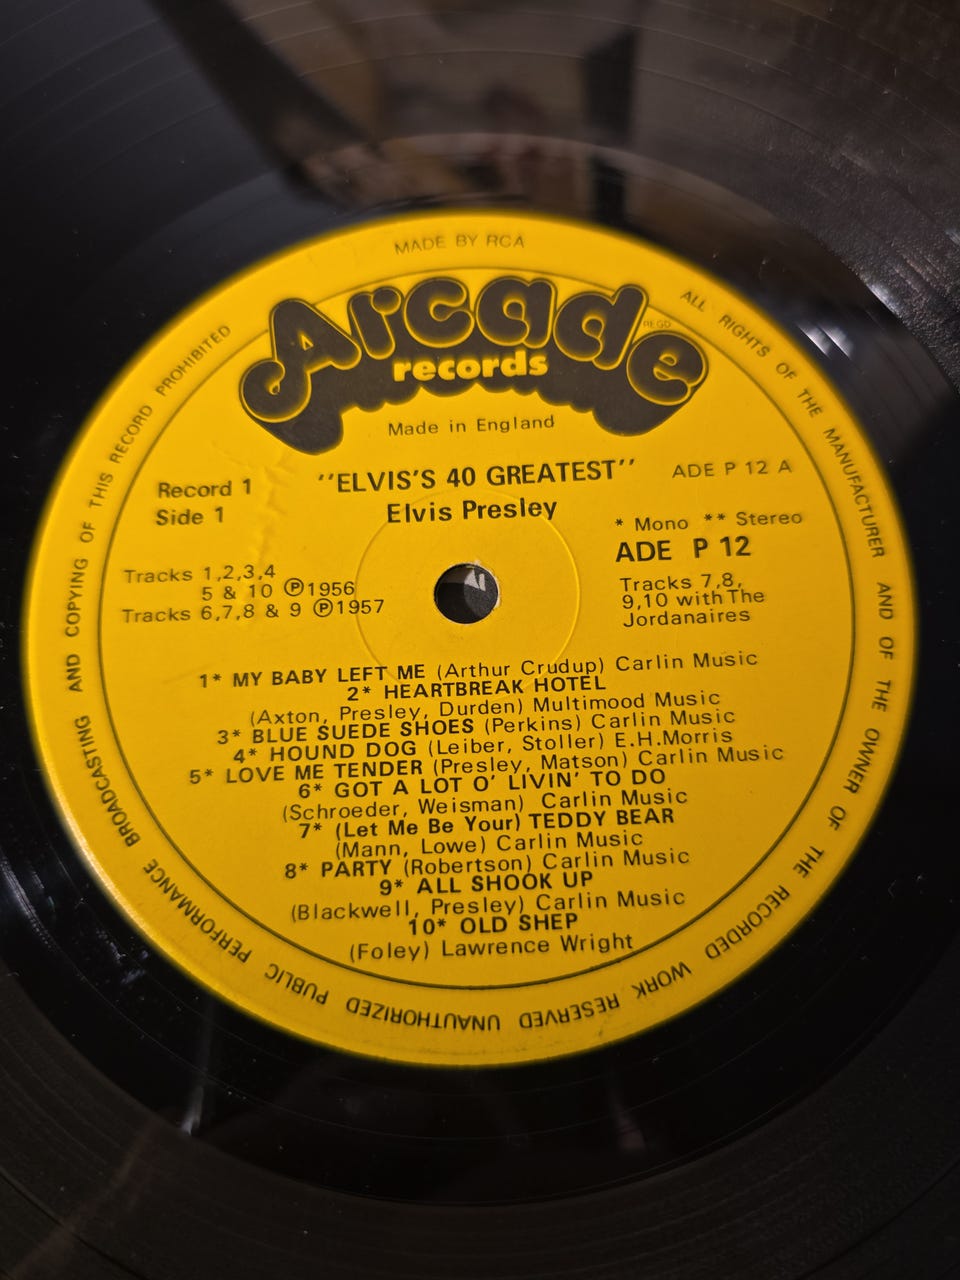 MADE BY RCA
ALL RIGHTS OF THE MANUFACTURER AND OF THE OWNER OF THE RECORDED WORK RESERVED UNAUTHORIZED PUBLIC PERFORMANCE BROADCASTING AND COPYING OF THIS RECORD PROHIBITED
Arcade
REGD
records
Made in England
"ELVIS'S 40 GREATEST"
Elvis Presley
Record 1
Side 1
ADE P 12 A
* Mono ** Stereo
ADE P 12
Tracks 1,2,3,4
5 & 10 ℗1956
Tracks 6,7,8 & 9 ℗1957
Tracks 7,8,
9,10 with The
Jordanaires
1* MY BABY LEFT ME (Arthur Crudup) Carlin Music
2* HEARTBREAK HOTEL
(Axton, Presley, Durden) Multimood Music
3* BLUE SUEDE SHOES (Perkins) Carlin Music
4* HOUND DOG (Leiber, Stoller) E.H.Morris
5* LOVE ME TENDER (Presley, Matson) Carlin Music
6* GOT A LOT O' LIVIN' TO DO
(Schroeder, Weisman) Carlin Music
7* (Let Me Be Your) TEDDY BEAR
(Mann, Lowe) Carlin Music
8* PARTY (Robertson) Carlin Music
9* ALL SHOOK UP
(Blackwell, Presley) Carlin Music
10* OLD SHEP
(Foley) Lawrence Wright